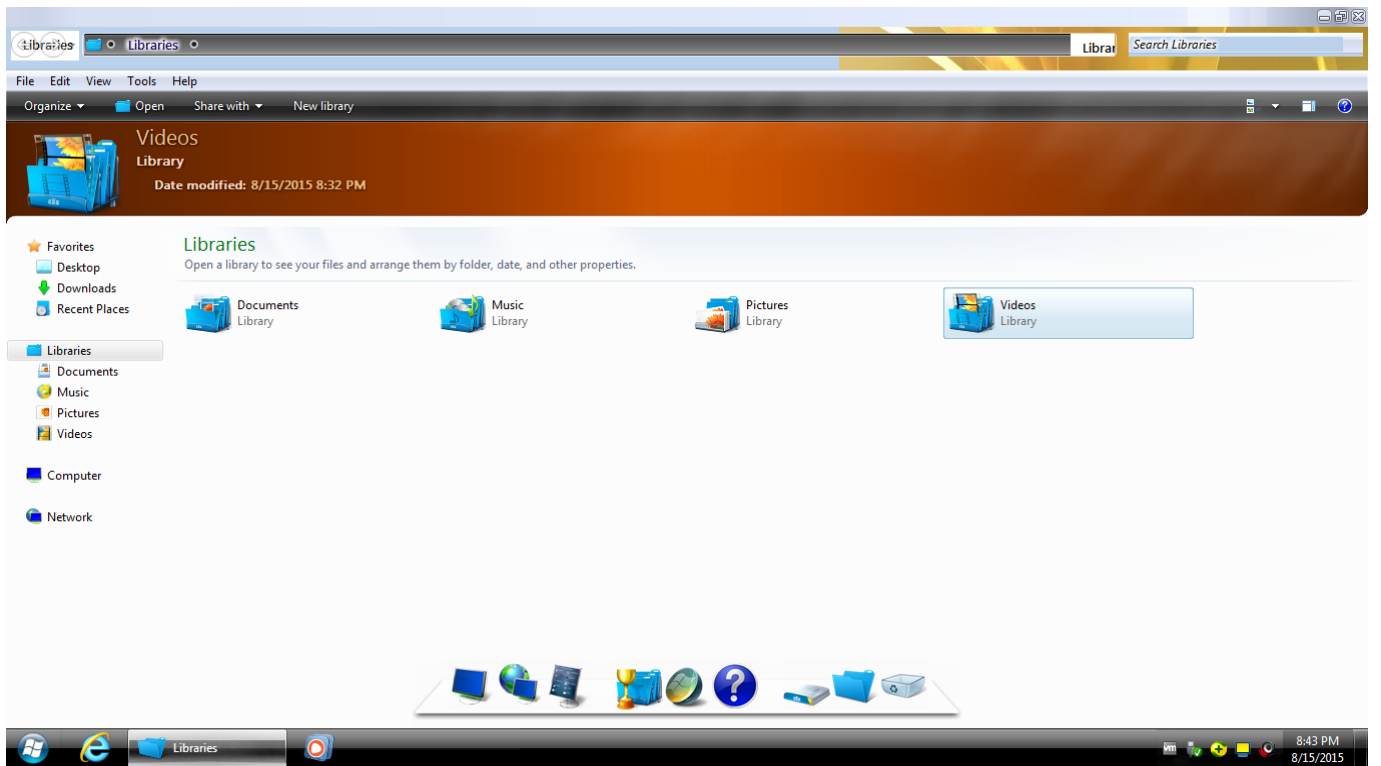 Libraries
Libraries
Librar
Search Libraries
File Edit View Tools Help
Organize Open Share with New library
Videos
Library
Date modified: 8/15/2015 8:32 PM
Favorites
Desktop
Downloads
Recent Places
Libraries
Documents
Music
Pictures
Videos
Computer
Network
Libraries
Open a library to see your files and arrange them by folder, date, and other properties.
Documents
Library
Music
Library
Pictures
Library
Videos
Library
Libraries
vm
8:43 PM
8/15/2015